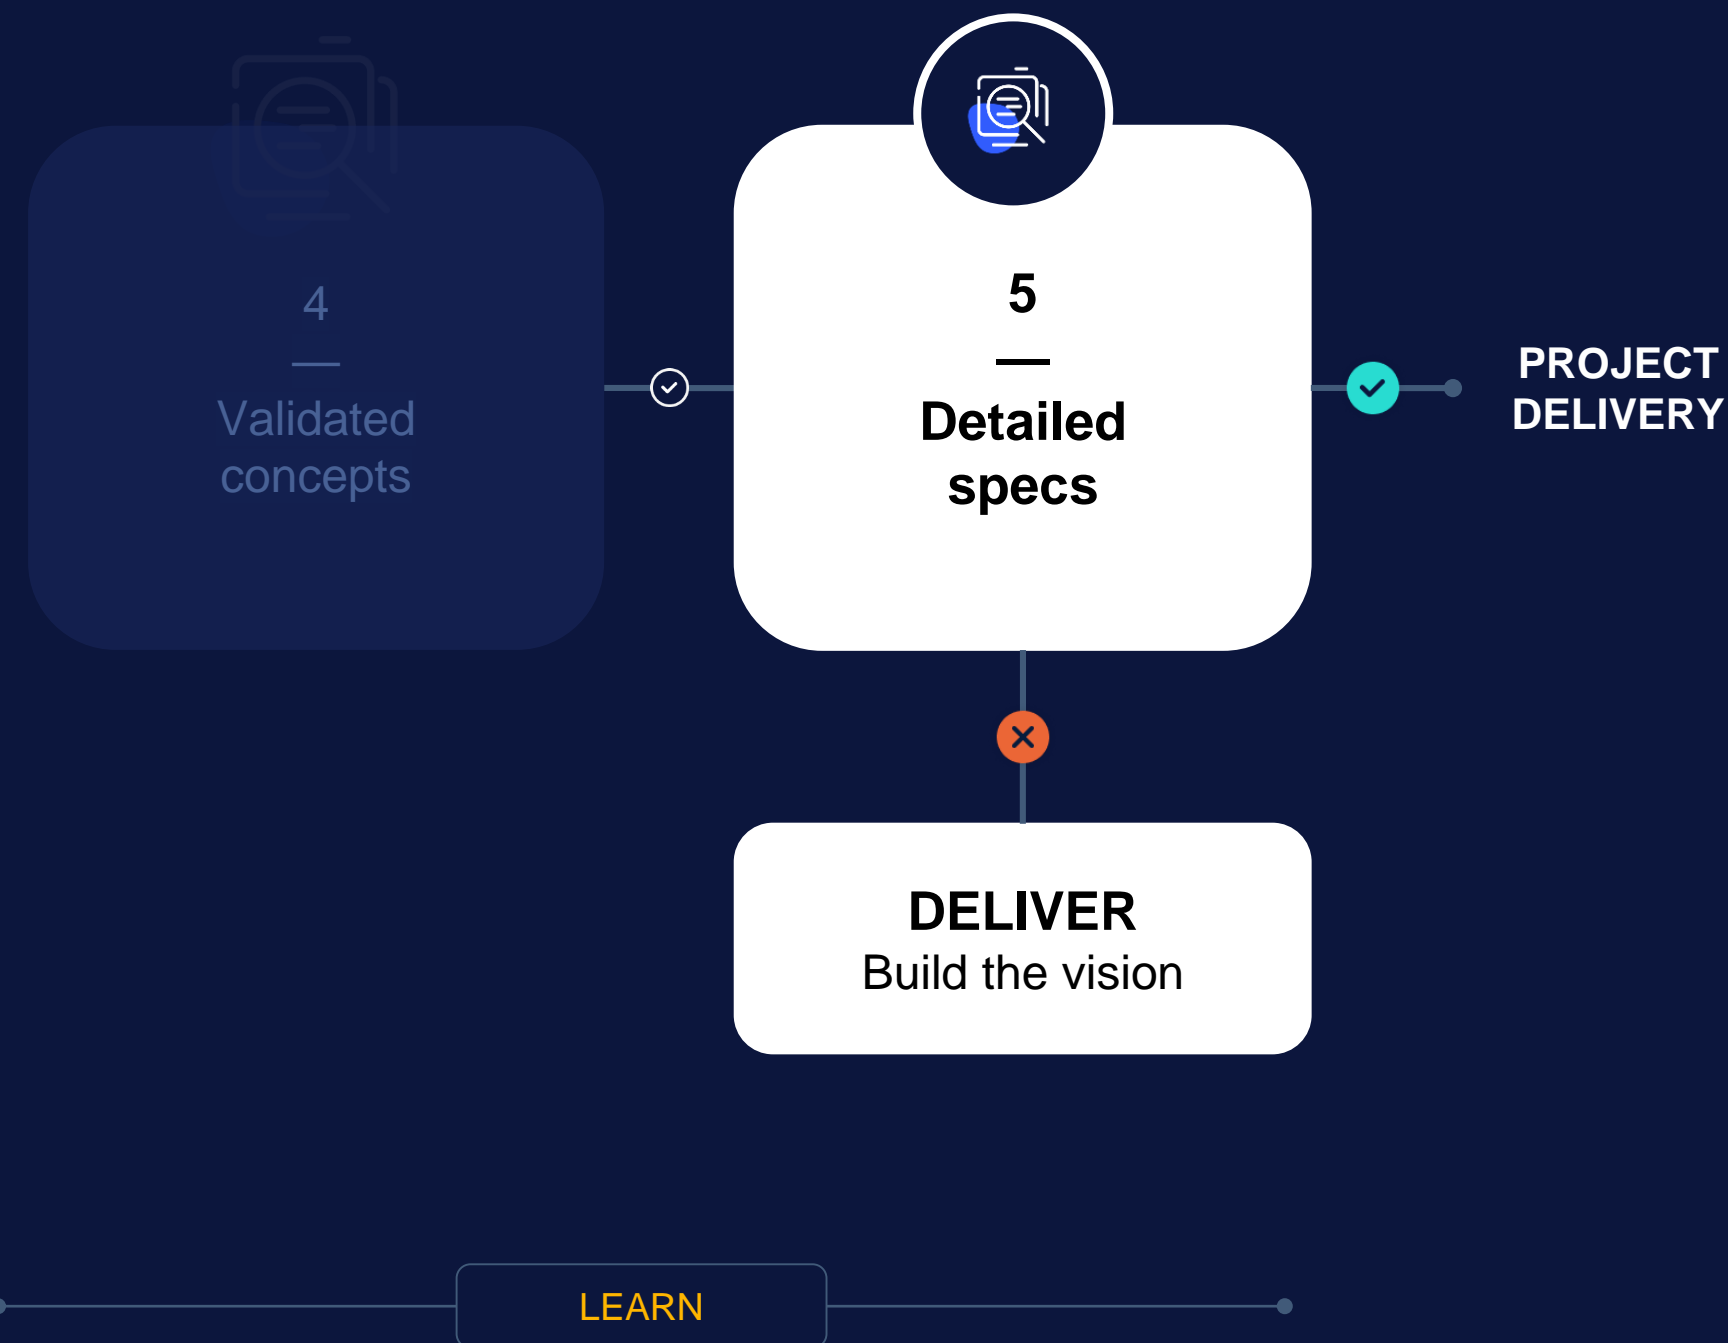 4
Validated
concepts
5
Detailed
specs
PROJECT
DELIVERY
DELIVER
Build the vision
LEARN